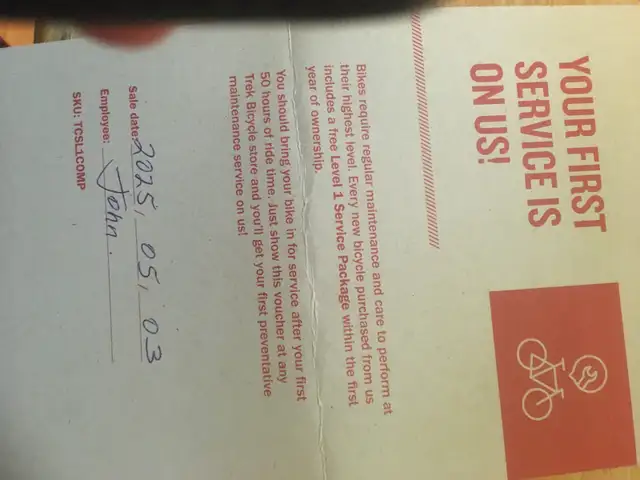 YOUR FIRST
SERVICE IS
ON US!
Bikes require regular maintenance and care to perform at
their highest level. Every new bicycle purchased from us
includes a free Level 1 Service Package within the first
year of ownership.
You should bring your bike in for service after your first
50 hours of ride time. Just show this voucher at any
Trek Bicycle store and you'll get your first preventative
maintenance service on us!
Sale date: 2025, 05, 03
Employee: John.
SKU: TCSL1COMP